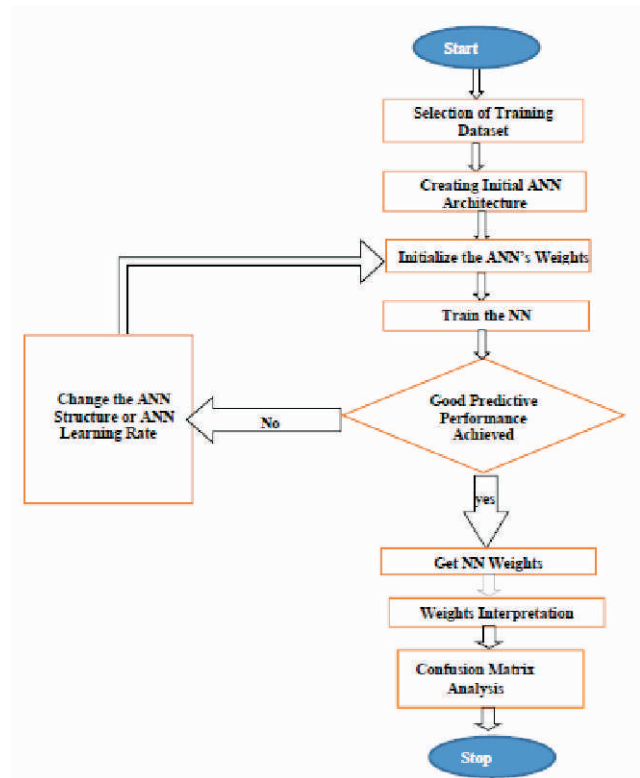 Start
Selection of Training
Dataset
Creating Initial ANN
Architecture
Initialize the ANN's Weights
Train the NN
Good Predictive
Performance
Achieved
No
Change the ANN
Structure or ANN
Learning Rate
yes
Get NN Weights
Weights Interpretation
Confusion Matrix
Analysis
Stop